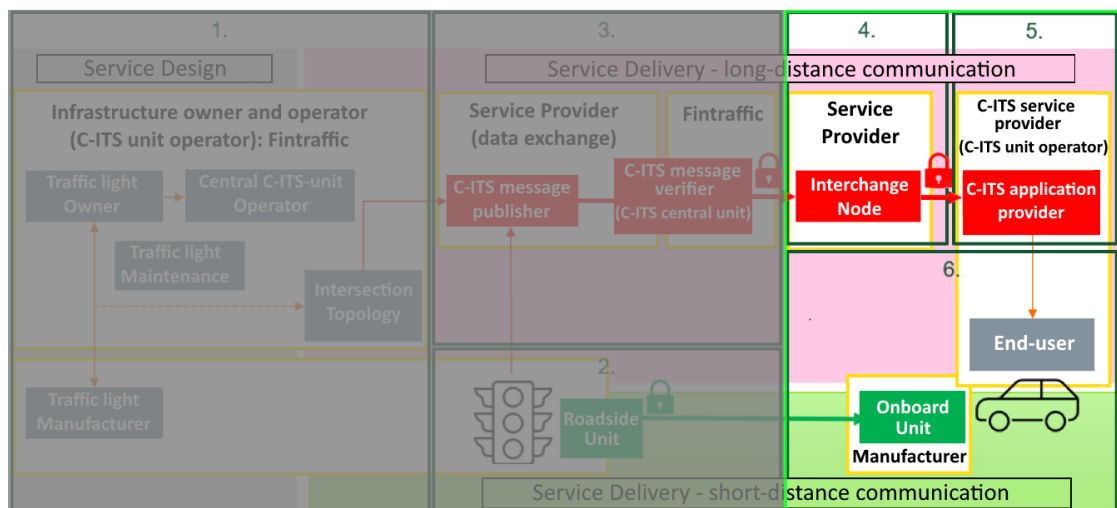 1.
3.
4.
5.
Service Design
Service Delivery - long-distance communication
Infrastructure owner and operator
(C-ITS unit operator): Fintraffic
Traffic light
Owner
Central C-ITS-unit
Operator
Traffic light
Maintenance
Intersection
Topology
Traffic light
Manufacturer
Service Provider
(data exchange)
C-ITS message
publisher
Fintraffic
C-ITS message
verifier
(C-ITS central unit)
Service
Provider
Interchange
Node
C-ITS service
provider
(C-ITS unit operator)
C-ITS application
provider
6.
End-user
2.
Roadside
Unit
Onboard
Unit
Manufacturer
Service Delivery - short-distance communication